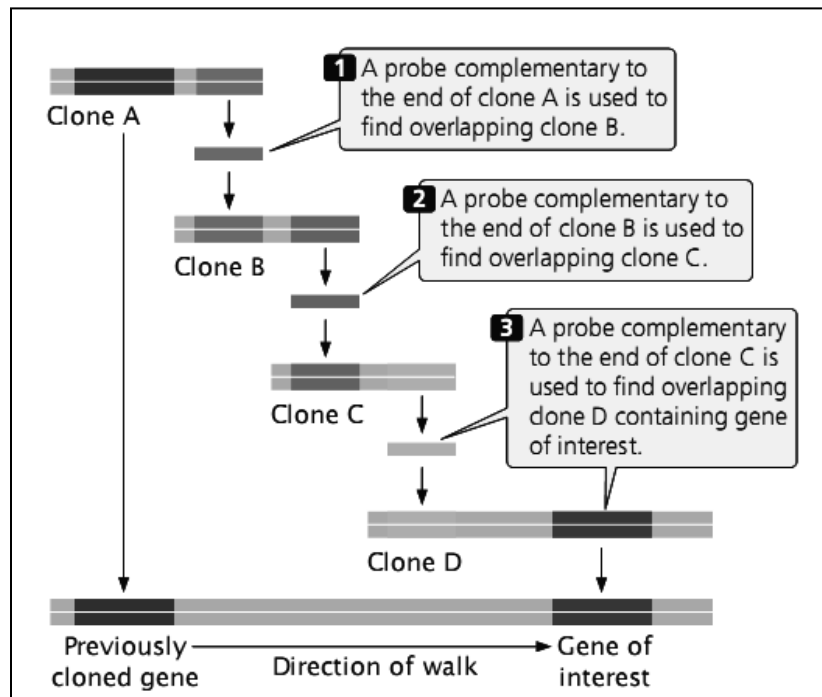 1 A probe complementary to
the end of clone A is used to
find overlapping clone B.
Clone A
2 A probe complementary to
the end of clone B is used to
find overlapping clone C.
Clone B
3 A probe complementary
to the end of clone C is
used to find overlapping
clone D containing gene
of interest.
Clone C
Clone D
Previously
cloned gene
Direction of walk
Gene of
interest